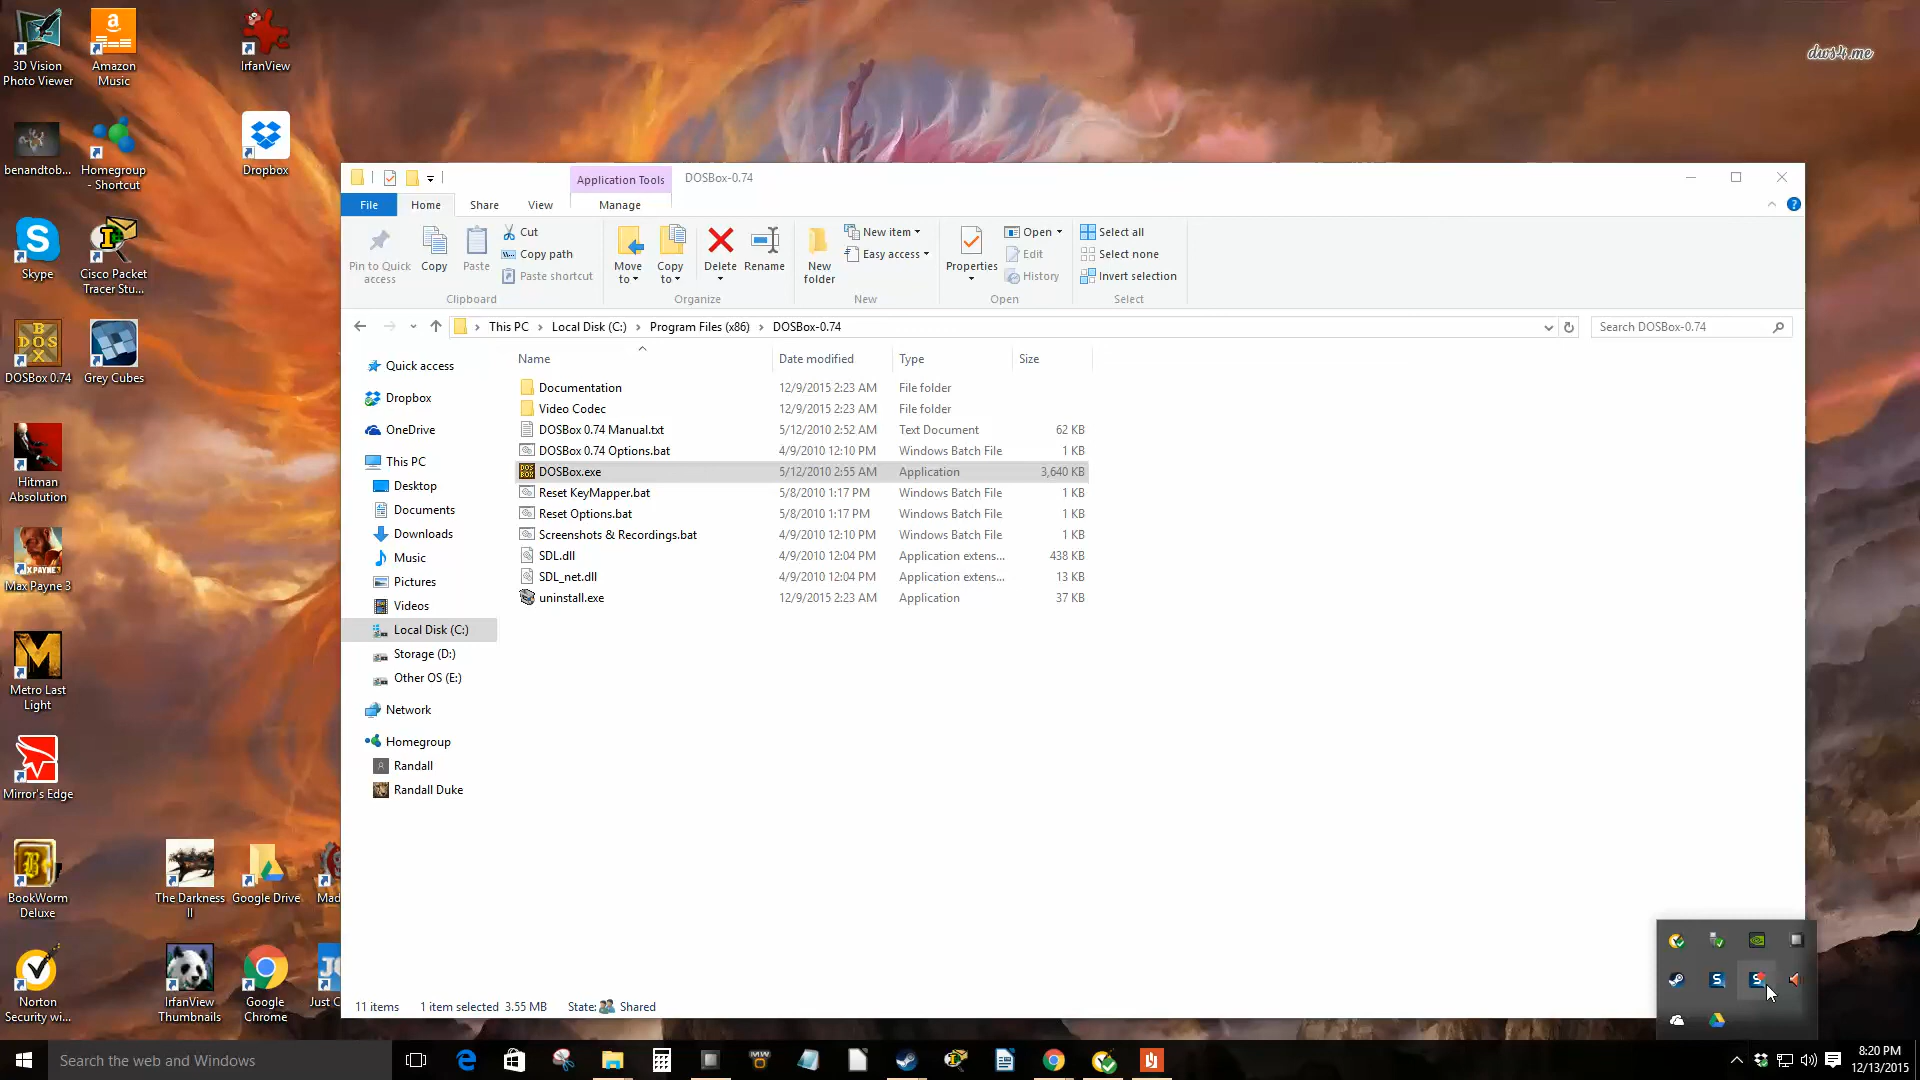 3D Vision
Photo Viewer
Amazon
Music
IrfanView
dws4.me
benandtob...
Homegroup
- Shortcut
Dropbox
Skype
Cisco Packet
Tracer Stu...
DOSBox 0.74
Grey Cubes
Hitman
Absolution
Max Payne 3
Metro Last
Light
Mirror's Edge
BookWorm
Deluxe
The Darkness
II
Google Drive
Mad
Norton
Security wi...
IrfanView
Thumbnails
Google
Chrome
Just C
Application Tools
DOSBox-0.74
File
Home
Share
View
Manage
Pin to Quick
access
Copy
Paste
Cut
Copy path
Paste shortcut
Clipboard
Move
to
Copy
to
Delete
Rename
Organize
New
folder
New item
Easy access
New
Properties
Open
Edit
History
Open
Select all
Select none
Invert selection
Select
This PC > Local Disk (C:) > Program Files (x86) > DOSBox-0.74
Search DOSBox-0.74
Quick access
Dropbox
OneDrive
This PC
Desktop
Documents
Downloads
Music
Pictures
Videos
Local Disk (C:)
Storage (D:)
Other OS (E:)
Network
Homegroup
Randall
Randall Duke
Name Date modified Type Size
Documentation 12/9/2015 2:23 AM File folder
Video Codec 12/9/2015 2:23 AM File folder
DOSBox 0.74 Manual.txt 5/12/2010 2:52 AM Text Document 62 KB
DOSBox 0.74 Options.bat 4/9/2010 12:10 PM Windows Batch File 1 KB
DOSBox.exe 5/12/2010 2:55 AM Application 3,640 KB
Reset KeyMapper.bat 5/8/2010 1:17 PM Windows Batch File 1 KB
Reset Options.bat 5/8/2010 1:17 PM Windows Batch File 1 KB
Screenshots & Recordings.bat 4/9/2010 12:10 PM Windows Batch File 1 KB
SDL.dll 4/9/2010 12:04 PM Application extens... 438 KB
SDL_net.dll 4/9/2010 12:04 PM Application extens... 13 KB
uninstall.exe 12/9/2015 2:23 AM Application 37 KB
11 items 1 item selected 3.55 MB State: Shared
Search the web and Windows
8:20 PM
12/13/2015